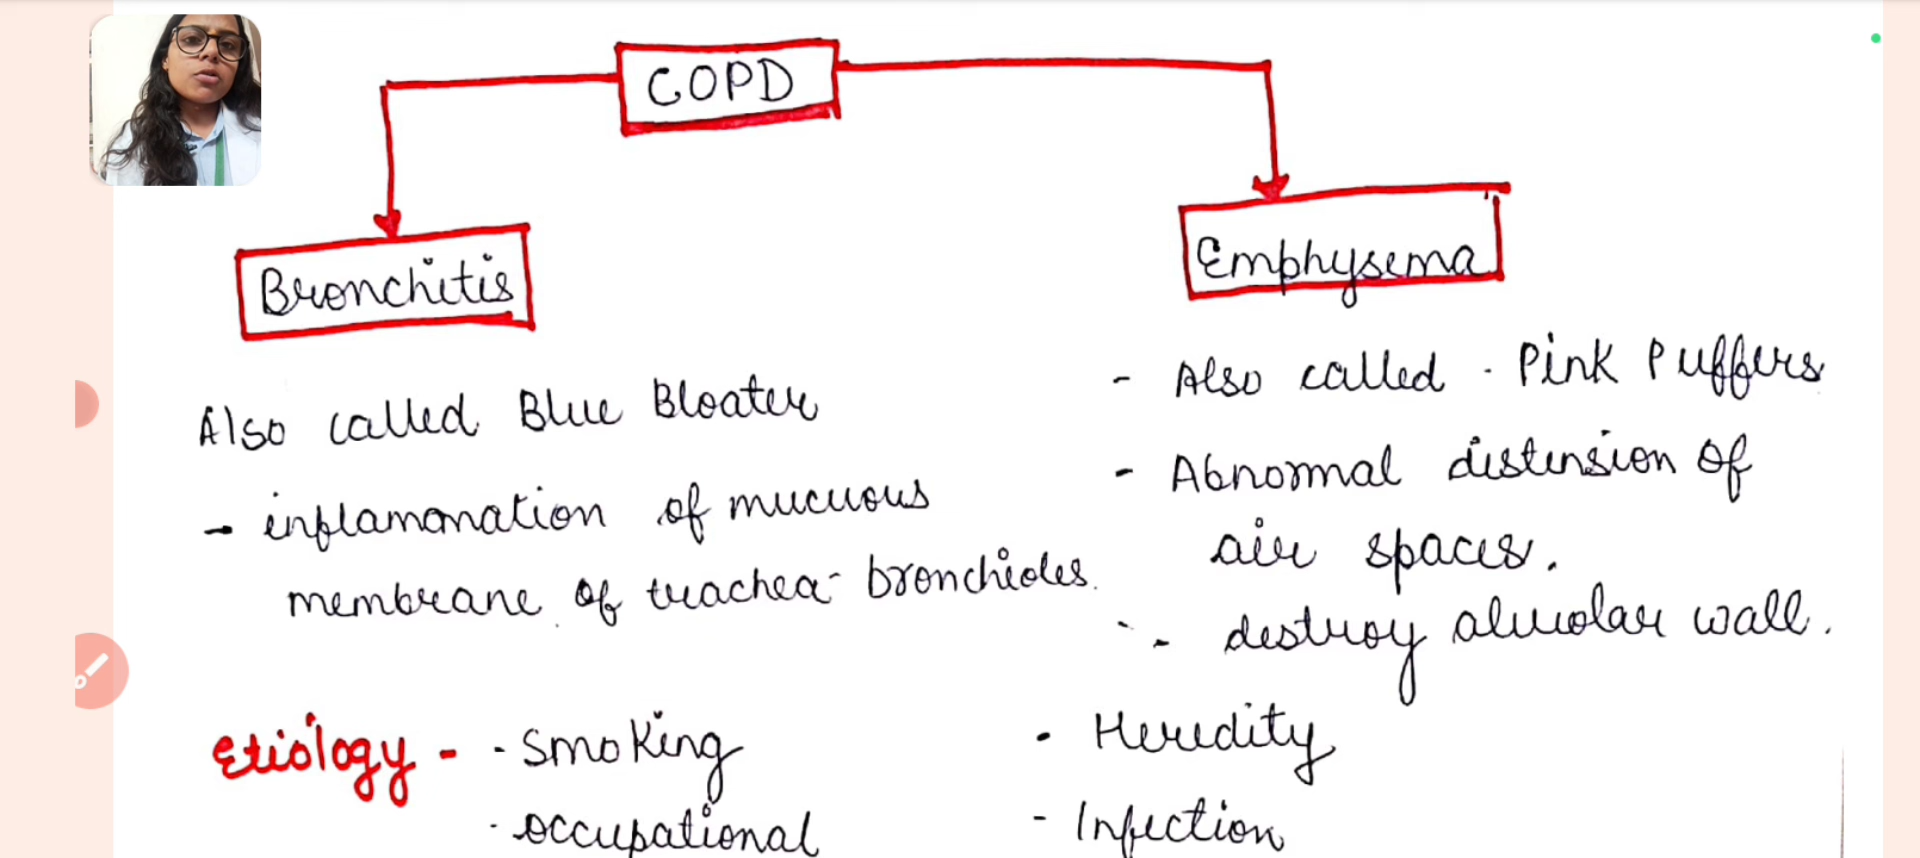 COPD
Bronchitis
Emphysema
Also called Blue Bloater
- inflammation of mucuous
membrane of trachea- bronchioles.
- Also called . Pink Puffers
- Abnormal distension of
air spaces.
- destroy alveolar wall.
Etiology - . Smoking
. occupational
. Heredity
- Infection